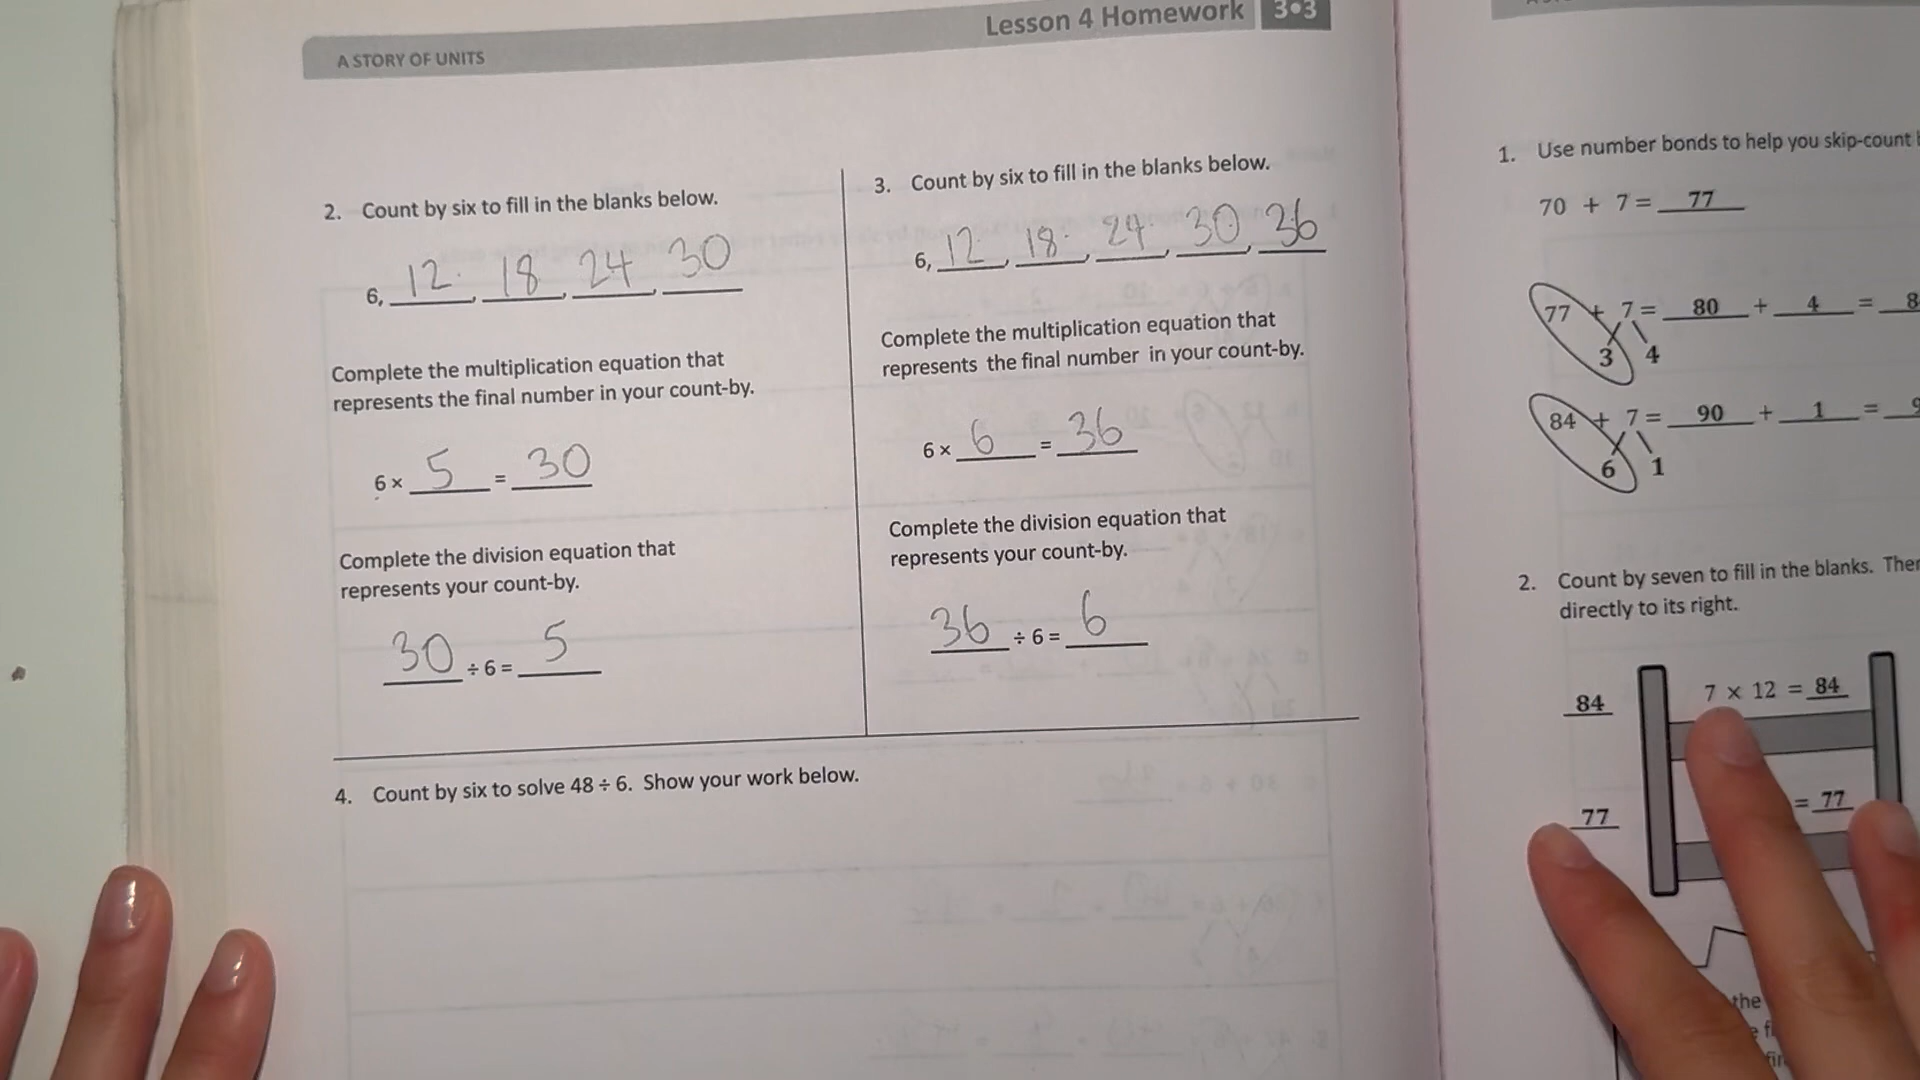 A STORY OF UNITS
Lesson 4 Homework 3•3
2. Count by six to fill in the blanks below.
6, 12, 18, 24, 30
Complete the multiplication equation that
represents the final number in your count-by.
6 × 5 = 30
Complete the division equation that
represents your count-by.
30 ÷ 6 = 5
3. Count by six to fill in the blanks below.
6, 12, 18, 24, 30, 36
Complete the multiplication equation that
represents the final number in your count-by.
6 × 6 = 36
Complete the division equation that
represents your count-by.
36 ÷ 6 = 6
4. Count by six to solve 48 ÷ 6. Show your work below.
1. Use number bonds to help you skip-count
70 + 7 = 77
77 + 7 = 80 + 4 = 8
3 4
84 + 7 = 90 + 1 =
6 1
2. Count by seven to fill in the blanks.
directly to its right.
84 7 × 12 = 84
77 = 77
the